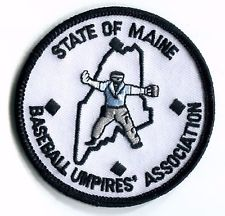 STATE OF MAINE
BASEBALL UMPIRES' ASSOCIATION